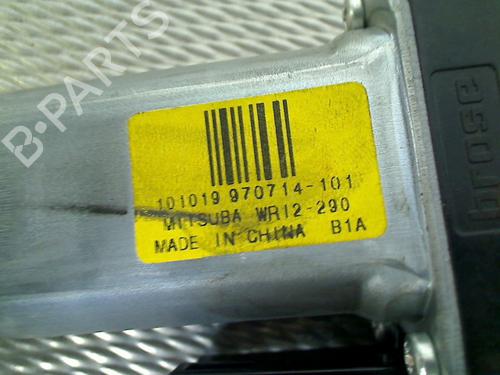 B-PARTS
101019 970714-101
MITSUBA WR12-290
MADE IN CHINA B1A
brose